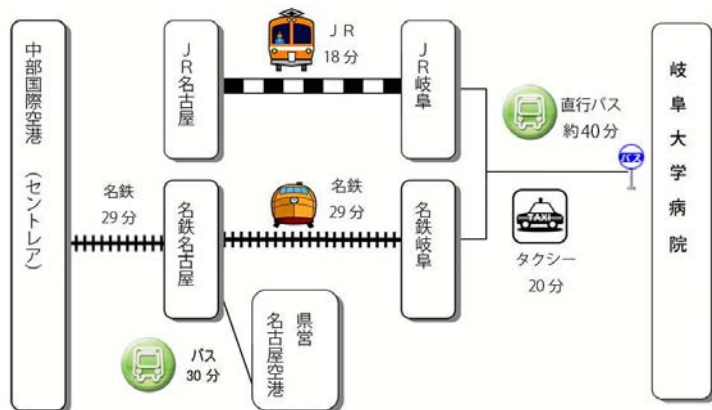 中部国際空港 (セントレア)
名鉄
29分
JR名古屋
JR
18分
JR岐阜
名鉄名古屋
名鉄
29分
名鉄岐阜
バス
30分
県営
名古屋空港
直行バス
約40分
バス
TAXI
タクシー
20分
岐阜大学病院